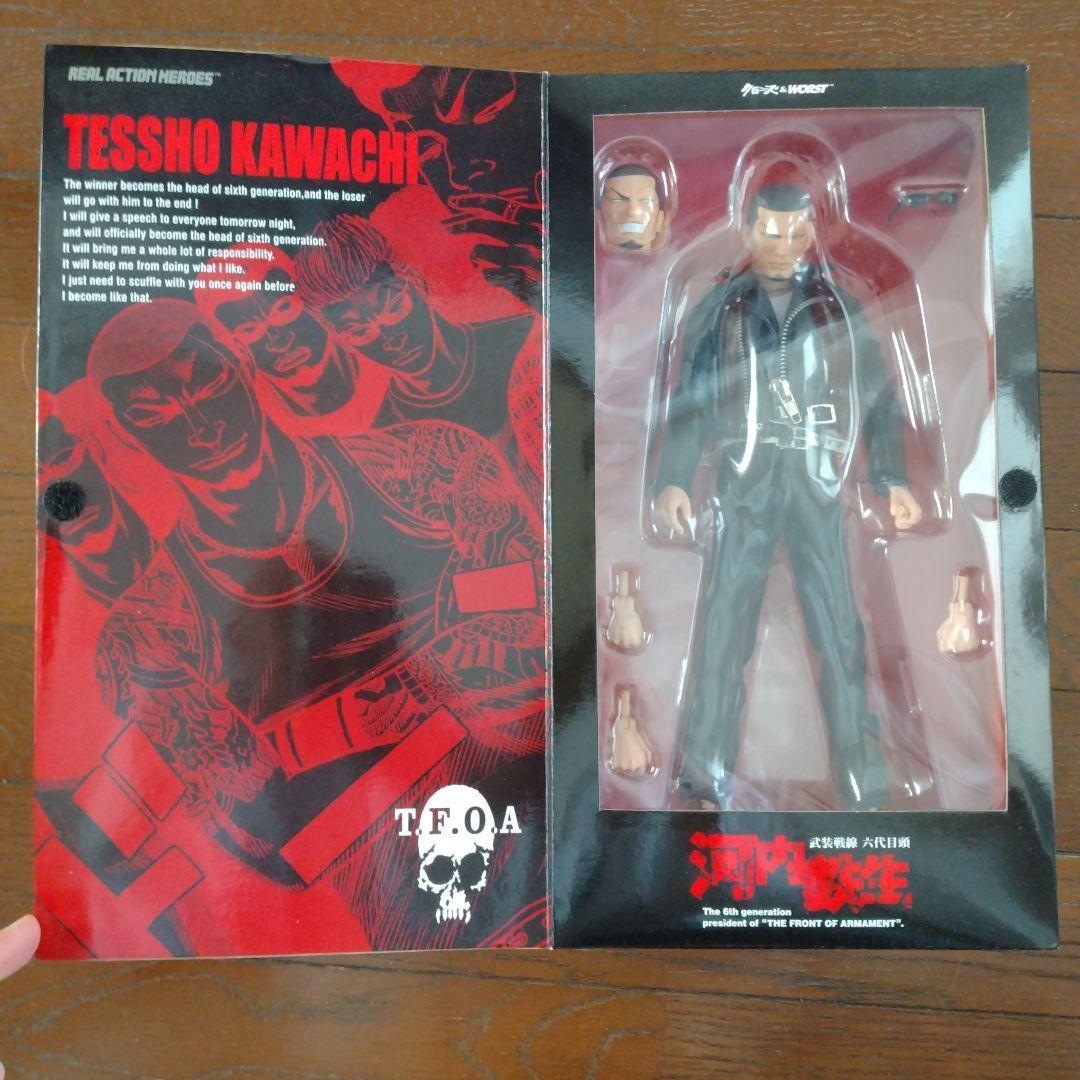 REAL ACTION HEROES™
TESSHO KAWACHI
The winner becomes the head of sixth generation,and the loser
will go with him to the end !
I will give a speech to everyone tomorrow night,
and will officially become the head of sixth generation.
It will bring me a whole lot of responsibility.
It will keep me from doing what I like.
I just need to scuffle with you once again before
I become like that.
T.F.O.A
クローズ & WORST™
武装戦線 六代目頭
河内鉄生
The 6th generation
president of “THE FRONT OF ARMAMENT”.